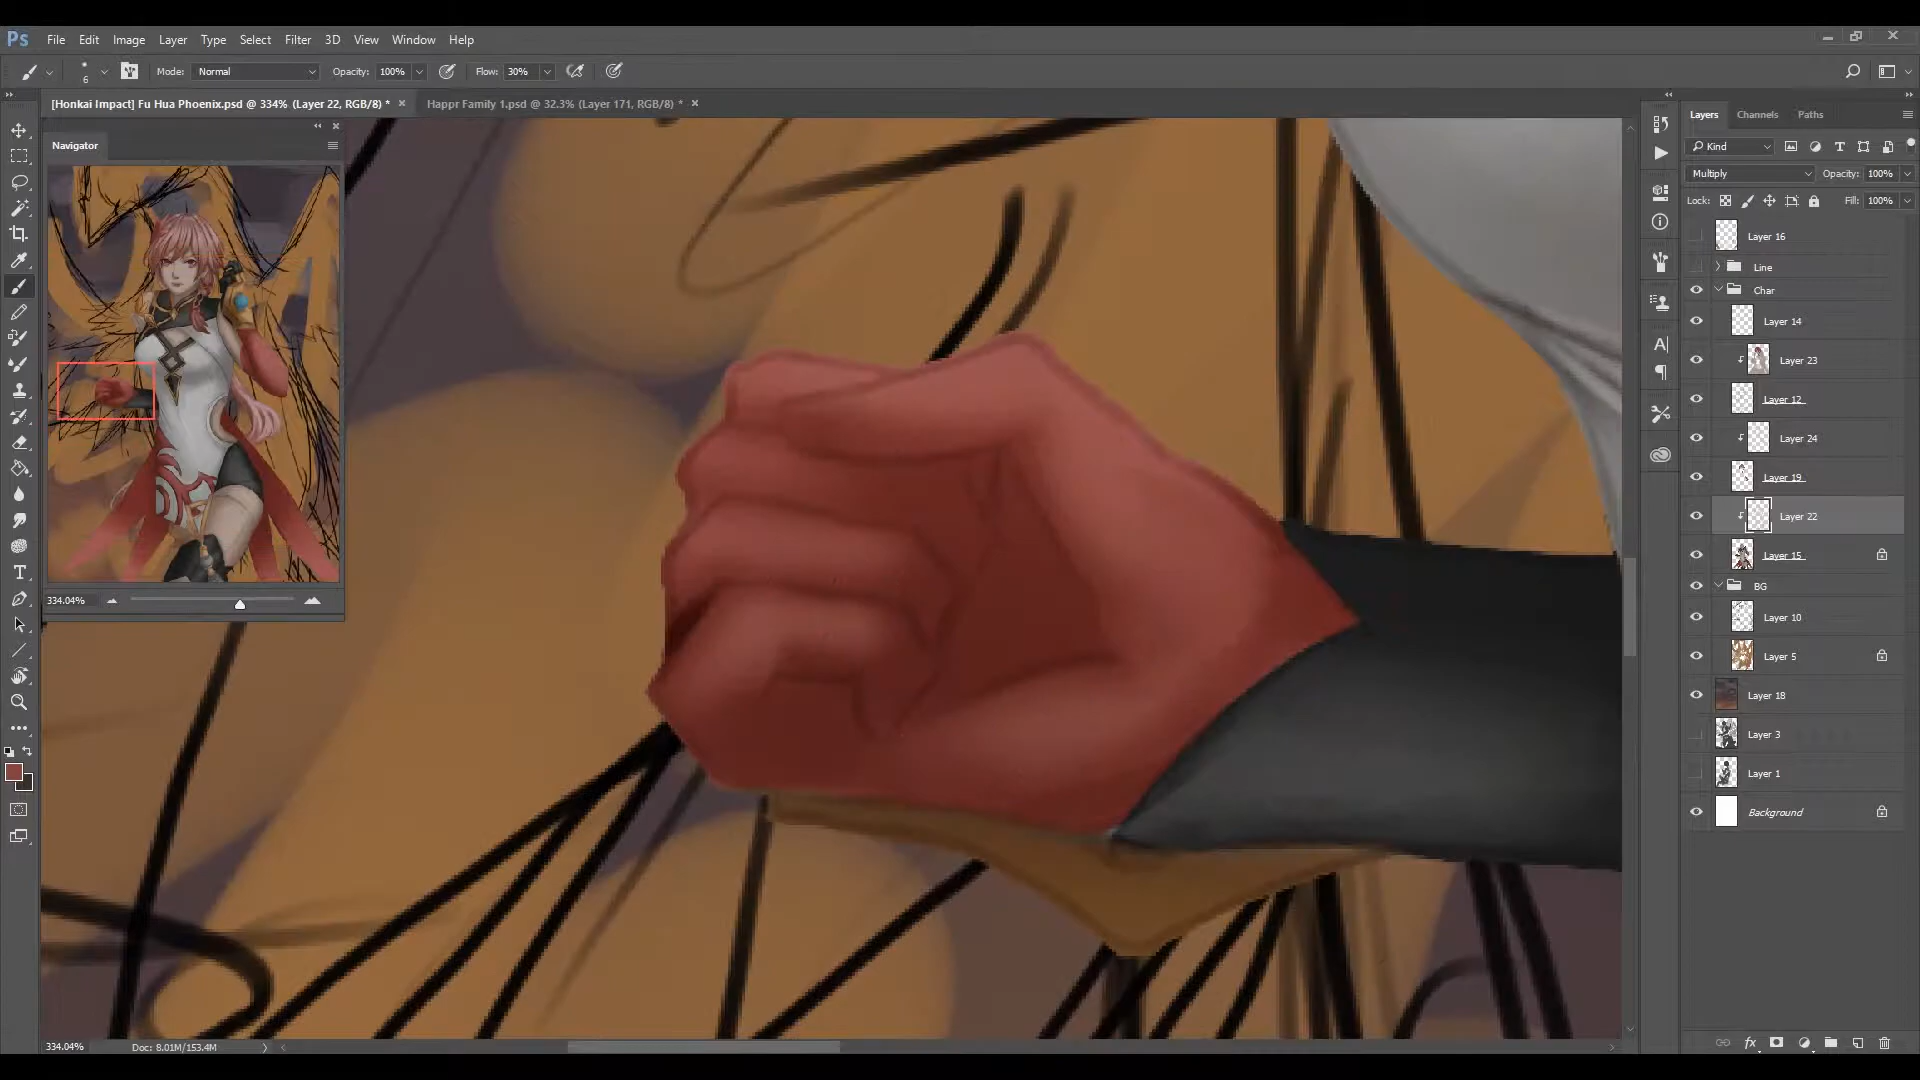 Ps File Edit Image Layer Type Select Filter 3D View Window Help
6 Mode: Normal Opacity: 100% Flow: 30%
[Honkai Impact] Fu Hua Phoenix.psd @ 334% (Layer 22, RGB/8) * Happr Family 1.psd @ 32.3% (Layer 171, RGB/8) *
Navigator
334.04%
Layers Channels Paths
Kind
Multiply Opacity: 100%
Lock: Fill: 100%
Layer 16
Line
Char
Layer 14
Layer 23
Layer 12
Layer 24
Layer 19
Layer 22
Layer 15
BG
Layer 10
Layer 5
Layer 18
Layer 3
Layer 1
Background
334.04% Doc: 8.01M/153.4M